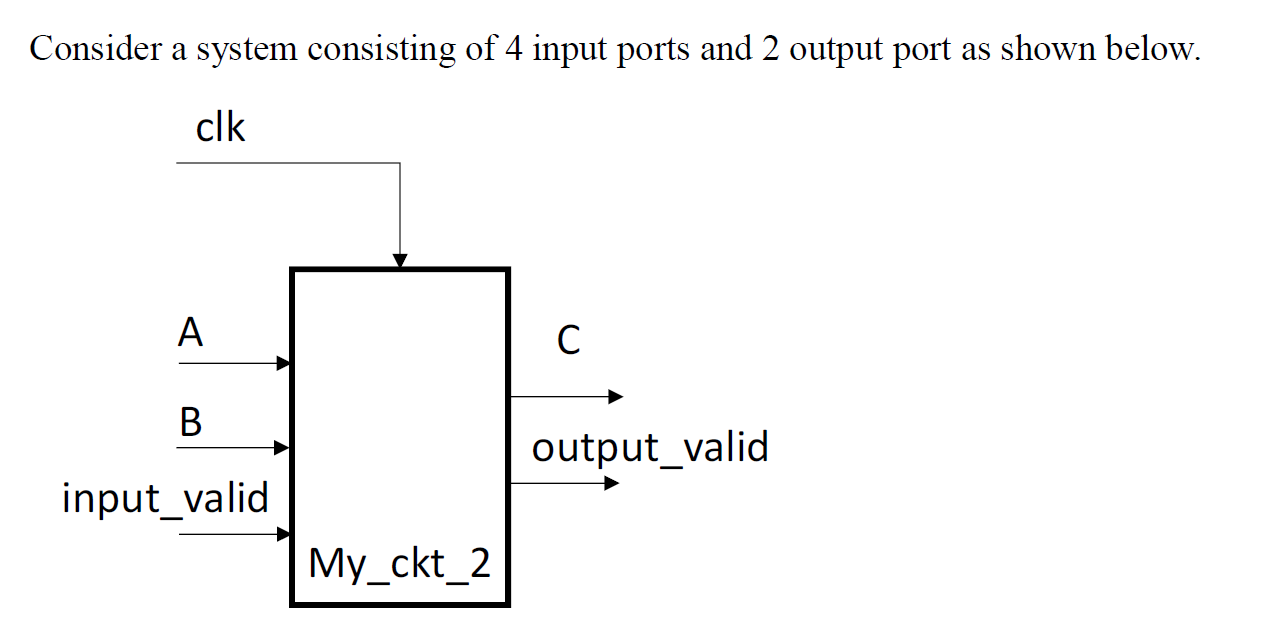 Consider a system consisting of 4 input ports and 2 output port as shown below.
clk
A
C
B
output_valid
input_valid
My_ckt_2